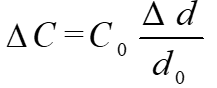 ΔC = C₀ Δd / d₀